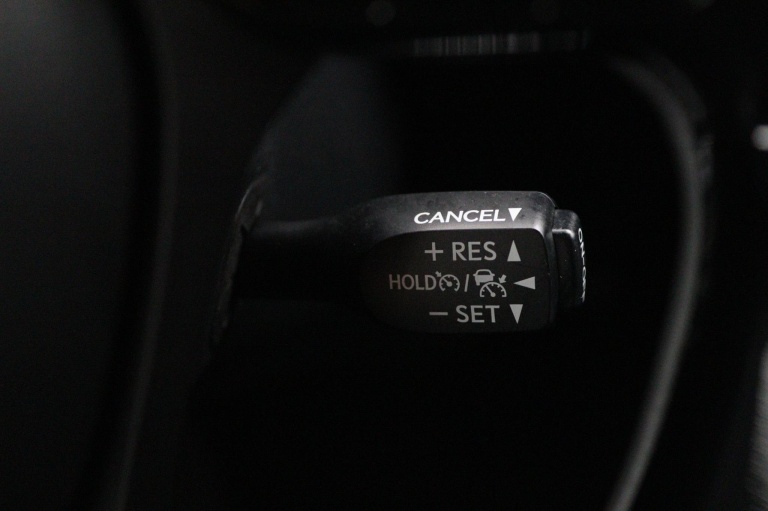 CANCEL▼
+ RES ▲
HOLD / ◀
− SET ▼